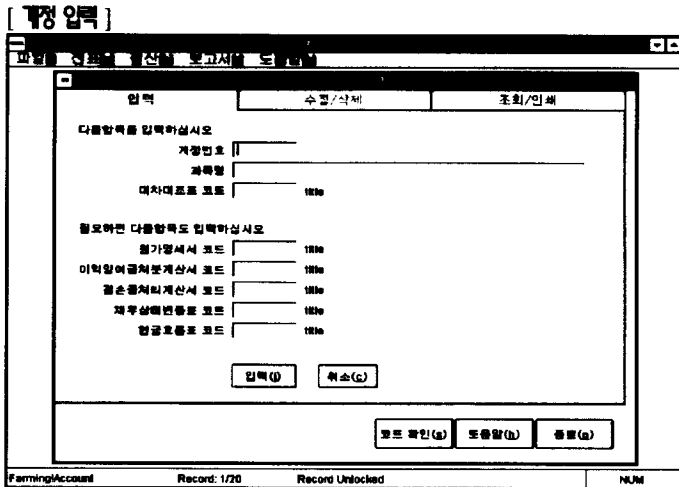 [ 계정 입력 ]
입력 수정/삭제 조회/인쇄
다음항목을 입력하십시오
계정번호
과목명
대차대조표 코드 title
필요하면 다음항목도 입력하십시오
원가명세서 코드 title
이익잉여금처분계산서 코드 title
결손금처리계산서 코드 title
재무상태변동표 코드 title
현금흐름표 코드 title
입력(i) 취소(c)
코드 확인(s) 도움말(h) 종료(q)
Farming/Account Record: 1/20 Record Unlocked NUM